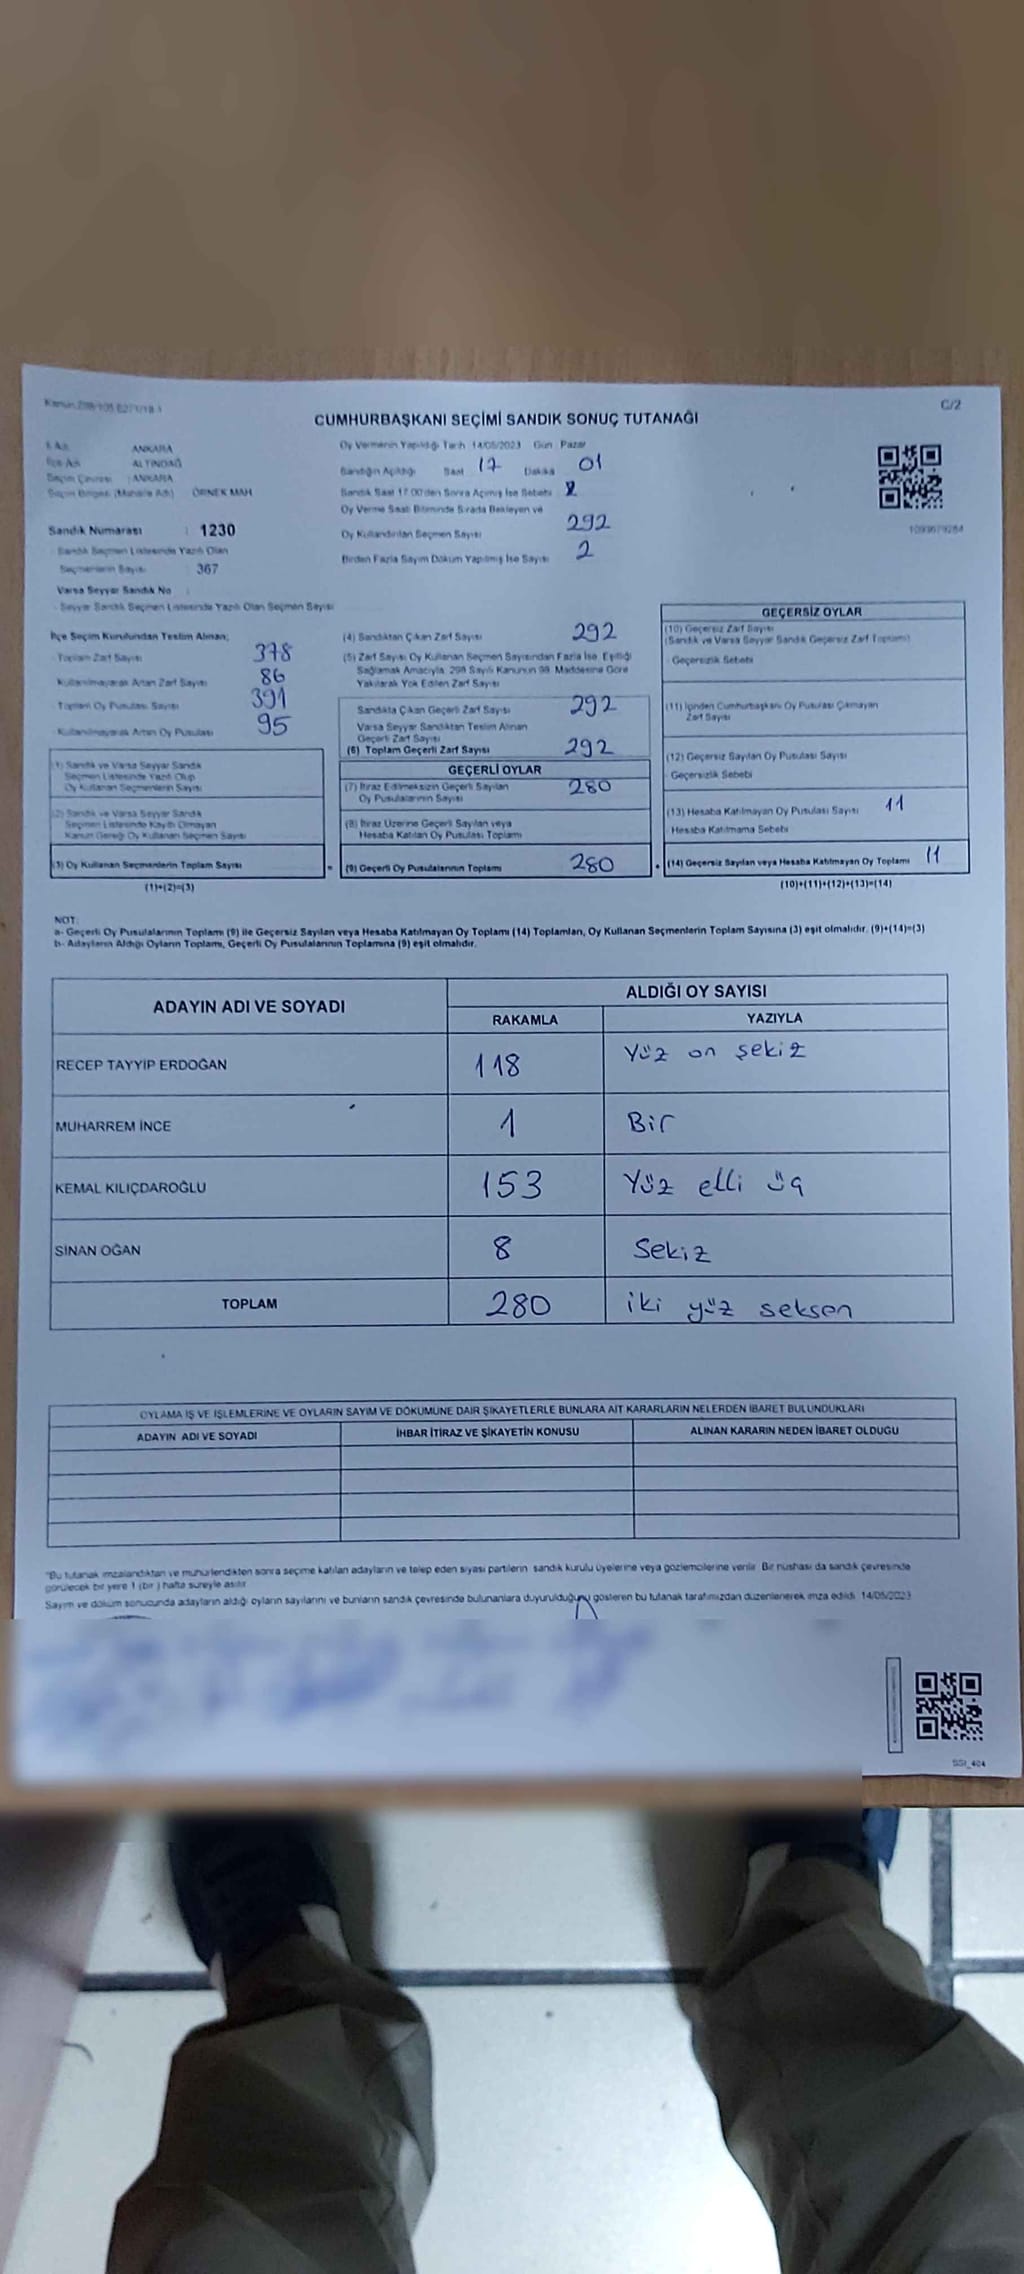 C/2
CUMHURBAŞKANI SEÇİMİ SANDIK SONUÇ TUTANAĞI
ANKARA
ALTINDAĞ
Seçim Çevresi : ANKARA
Seçim Bölgesi (Mahalle Adı) ÖRNEK MAH
Sandık Numarası : 1230
Sandık Seçmen Listesinde Yazılı Olan
Seçmenlerin Sayısı 367
Varsa Seyyar Sandık No :
Seyyar Sandık Seçmen Listesinde Yazılı Olan Seçmen Sayısı
Oy Vermenin Yapıldığı Tarih 14/05/2023 Gün : Pazar
Sandığın Açıldığı Saat 17 Dakika 01
Sandık Saat 17.00'den Sonra Açılmış İse Sebebi
Oy Verme Saati Bitiminde Sırada Bekleyen ve
Oy Kullandırılan Seçmen Sayısı 292
Birden Fazla Sayım Döküm Yapılmış İse Sayısı 2
1093679264
İlçe Seçim Kurulundan Teslim Alınan;
Toplam Zarf Sayısı 378
Kullanılmayarak Artan Zarf Sayısı 86
Toplam Oy Pusulası Sayısı 391
Kullanılmayarak Artan Oy Pusulası 95
(1) Sandık ve Varsa Seyyar Sandık
Seçmen Listesinde Yazılı Olup
Oy Kullanan Seçmenlerin Sayısı
(2) Sandık ve Varsa Seyyar Sandık
Seçmen Listesinde Kayıtlı Olmayan
Kanun Gereği Oy Kullanan Seçmen Sayısı
(3) Oy Kullanan Seçmenlerin Toplam Sayısı =
(1)+(2)=(3)
(4) Sandıktan Çıkan Zarf Sayısı 292
(5) Zarf Sayısı Oy Kullanan Seçmen Sayısından Fazla İse, Eşitliği
Sağlamak Amacıyla, 298 Sayılı Kanunun 98. Maddesine Göre
Yakılarak Yok Edilen Zarf Sayısı
Sandıkta Çıkan Geçerli Zarf Sayısı 292
Varsa Seyyar Sandıktan Teslim Alınan
Geçerli Zarf Sayısı
(6) Toplam Geçerli Zarf Sayısı 292
GEÇERLİ OYLAR
(7) İtiraz Edilmeksizin Geçerli Sayılan
Oy Pusulalarının Sayısı 280
(8) İtiraz Üzerine Geçerli Sayılan veya
Hesaba Katılan Oy Pusulası Toplamı
(9) Geçerli Oy Pusulalarının Toplamı 280
GEÇERSİZ OYLAR
(10) Geçersiz Zarf Sayısı
(Sandık ve Varsa Seyyar Sandık Geçersiz Zarf Toplamı)
Geçersizlik Sebebi
(11) İçinden Cumhurbaşkanı Oy Pusulası Çıkmayan
Zarf Sayısı
(12) Geçersiz Sayılan Oy Pusulası Sayısı
Geçersizlik Sebebi
(13) Hesaba Katılmayan Oy Pusulası Sayısı 11
Hesaba Katılmama Sebebi
+ (14) Geçersiz Sayılan veya Hesaba Katılmayan Oy Toplamı 11
(10)+(11)+(12)+(13)=(14)
NOT:
a- Geçerli Oy Pusulalarının Toplamı (9) ile Geçersiz Sayılan veya Hesaba Katılmayan Oy Toplamı (14) Toplamları, Oy Kullanan Seçmenlerin Toplam Sayısına (3) eşit olmalıdır. (9)+(14)=(3)
b- Adayların Aldığı Oyların Toplamı, Geçerli Oy Pusulalarının Toplamına (9) eşit olmalıdır.
ADAYIN ADI VE SOYADI ALDIĞI OY SAYISI
RAKAMLA YAZIYLA
RECEP TAYYİP ERDOĞAN 118 Yüz on şekiz
MUHARREM İNCE 1 Bir
KEMAL KILIÇDAROĞLU 153 Yüz elli üç
SİNAN OĞAN 8 Sekiz
TOPLAM 280 iki yüz seksen
OYLAMA İŞ VE İŞLEMLERİNE VE OYLARIN SAYIM VE DÖKÜMÜNE DAİR ŞİKAYETLERLE BUNLARA AİT KARARLARIN NELERDEN İBARET BULUNDUKLARI
ADAYIN ADI VE SOYADI İHBAR İTİRAZ VE ŞİKAYETİN KONUSU ALINAN KARARIN NEDEN İBARET OLDUĞU
"Bu tutanak imzalandıktan ve mühürlendikten sonra seçime katılan adayların ve talep eden siyasi partilerin sandık kurulu üyelerine veya gözlemcilerine verilir. Bir nüshası da sandık çevresinde
görülecek bir yere 1 (bir) hafta süreyle asılır.
Sayım ve döküm sonucunda adayların aldığı oyların sayılarını ve bunların sandık çevresinde bulunanlara duyurulduğunu gösteren bu tutanak tarafımızdan düzenlenerek imza edildi. 14/05/2023
SSI_404